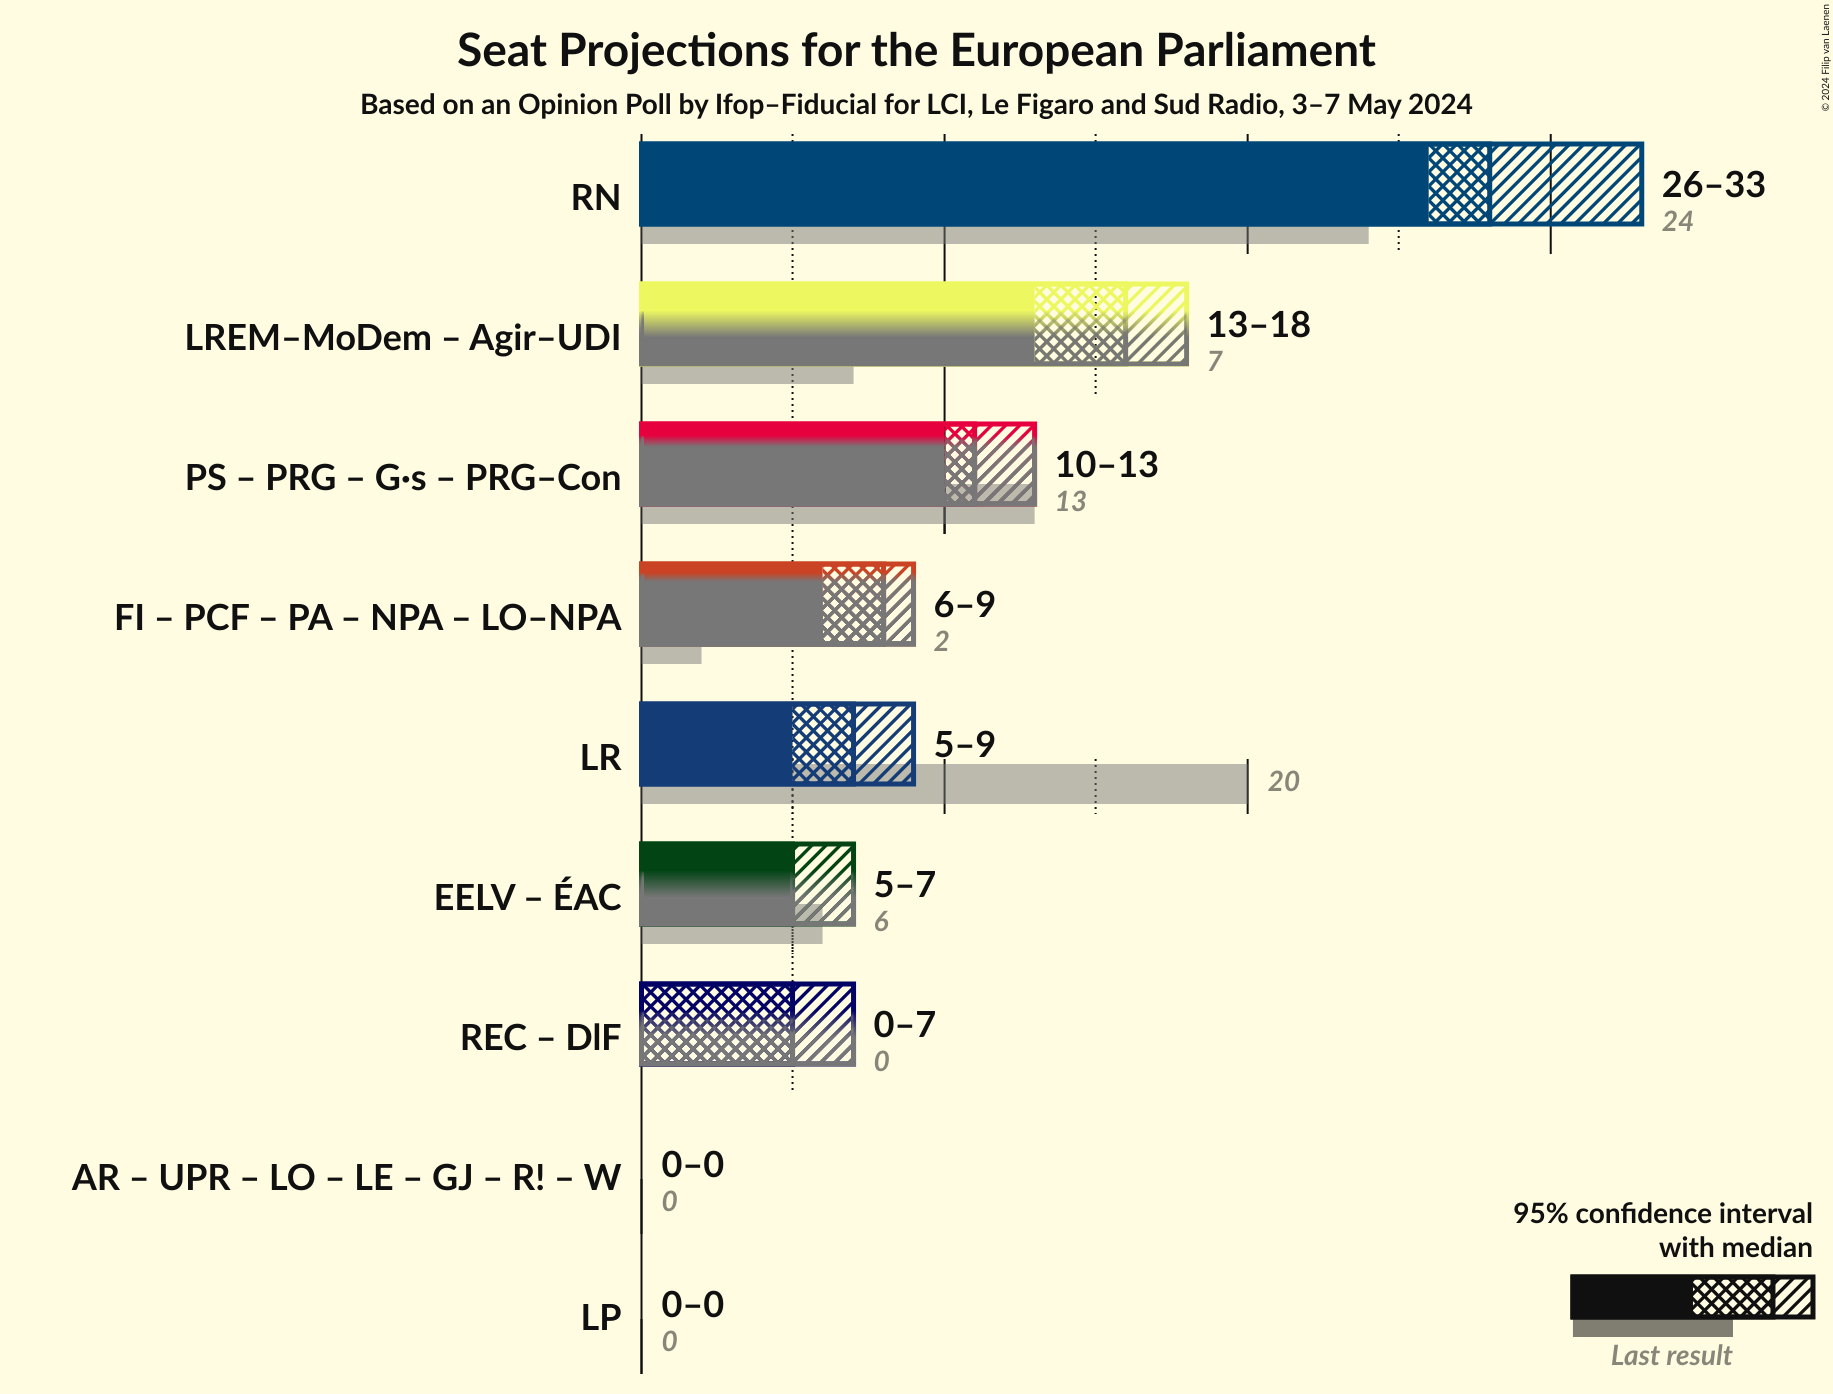 Seat Projections for the European Parliament
Based on an Opinion Poll by Ifop–Fiducial for LCI, Le Figaro and Sud Radio, 3–7 May 2024
© 2024 Filip van Laenen
RN
26–33
24
LREM–MoDem – Agir–UDI
13–18
7
PS – PRG – G·s – PRG–Con
10–13
13
FI – PCF – PA – NPA – LO–NPA
6–9
2
LR
5–9
20
EELV – ÉAC
5–7
6
REC – DlF
0–7
0
AR – UPR – LO – LE – GJ – R! – W
0–0
0
LP
0–0
0
95% confidence interval
with median
Last result